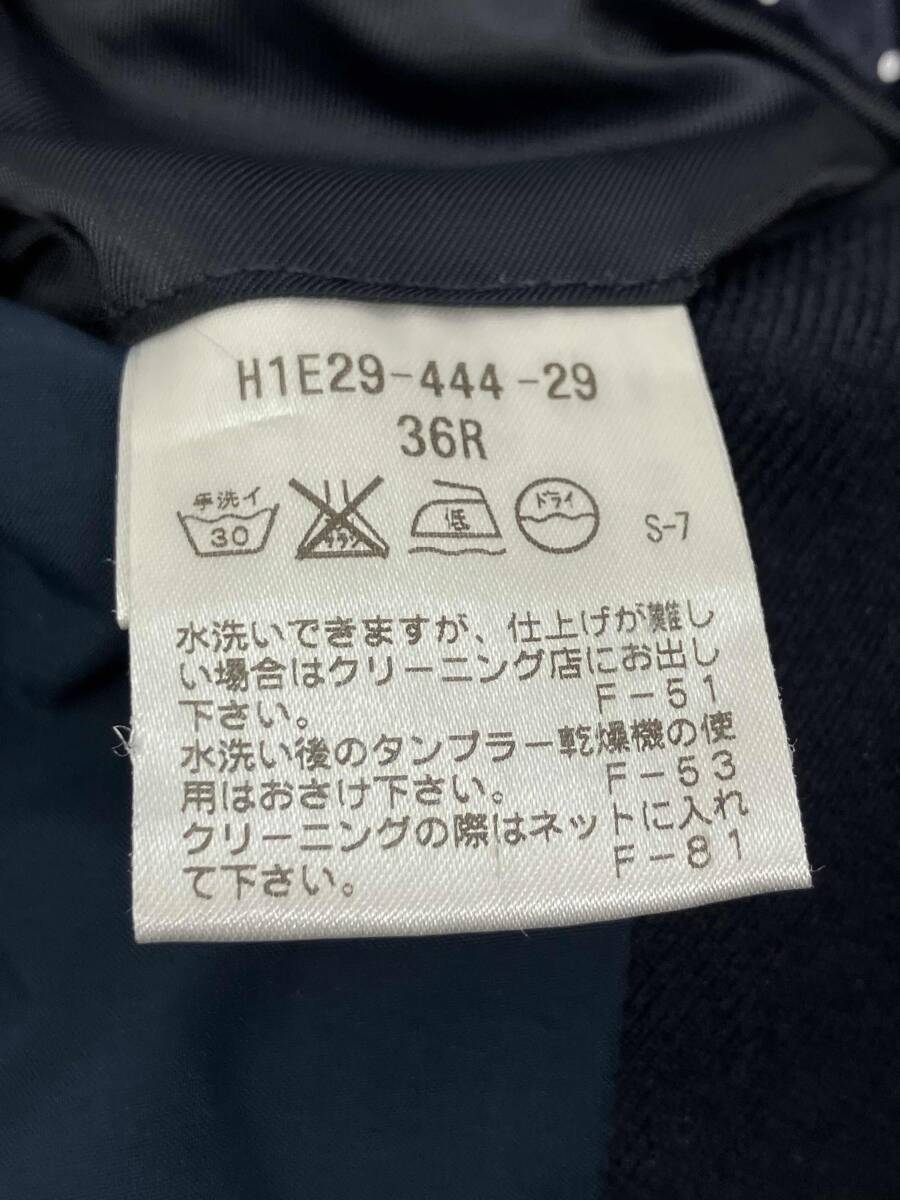 H1E29-444-29
36R
手洗イ 30 サラシ 低 ドライ S-7
水洗いできますが、仕上げが難し
い場合はクリーニング店にお出し
下さい。 F-51
水洗い後のタンブラー乾燥機の使
用はおさけ下さい。 F-53
クリーニングの際はネットに入れ
て下さい。 F-81